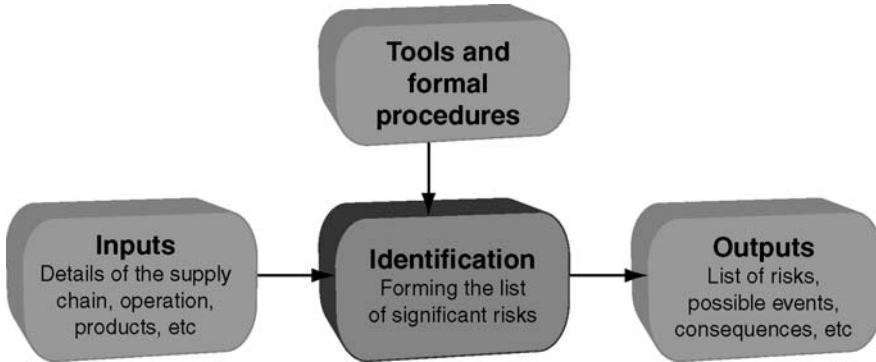 Tools and
formal
procedures
Inputs
Details of the supply
chain, operation,
products, etc
Identification
Forming the list
of significant risks
Outputs
List of risks,
possible events,
consequences, etc